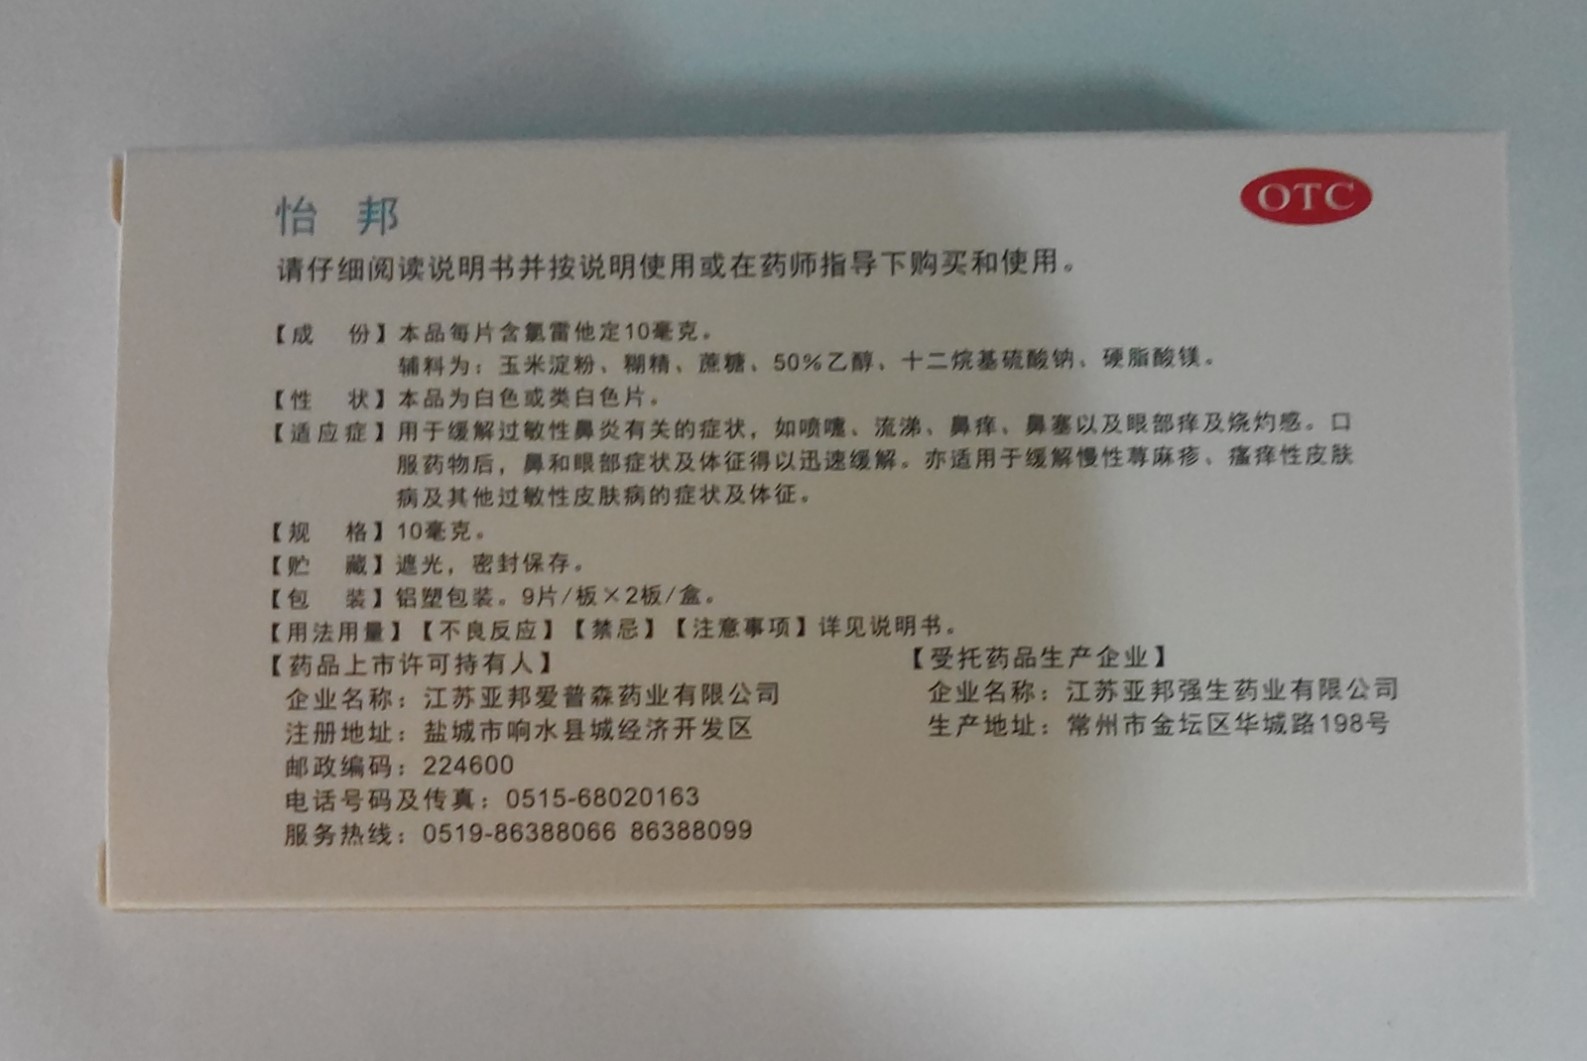 怡 邦
OTC
请仔细阅读说明书并按说明使用或在药师指导下购买和使用。
【成 份】本品每片含氯雷他定10毫克。
辅料为：玉米淀粉、糊精、蔗糖、50%乙醇、十二烷基硫酸钠、硬脂酸镁。
【性 状】本品为白色或类白色片。
【适应症】用于缓解过敏性鼻炎有关的症状，如喷嚏、流涕、鼻痒、鼻塞以及眼部痒及烧灼感。口
服药物后，鼻和眼部症状及体征得以迅速缓解。亦适用于缓解慢性荨麻疹、瘙痒性皮肤
病及其他过敏性皮肤病的症状及体征。
【规 格】10毫克。
【贮 藏】遮光，密封保存。
【包 装】铝塑包装。9片/板×2板/盒。
【用法用量】【不良反应】【禁忌】【注意事项】详见说明书。
【药品上市许可持有人】
企业名称：江苏亚邦爱普森药业有限公司
注册地址：盐城市响水县城经济开发区
邮政编码：224600
电话号码及传真：0515-68020163
服务热线：0519-86388066 86388099
【受托药品生产企业】
企业名称：江苏亚邦强生药业有限公司
生产地址：常州市金坛区华城路198号